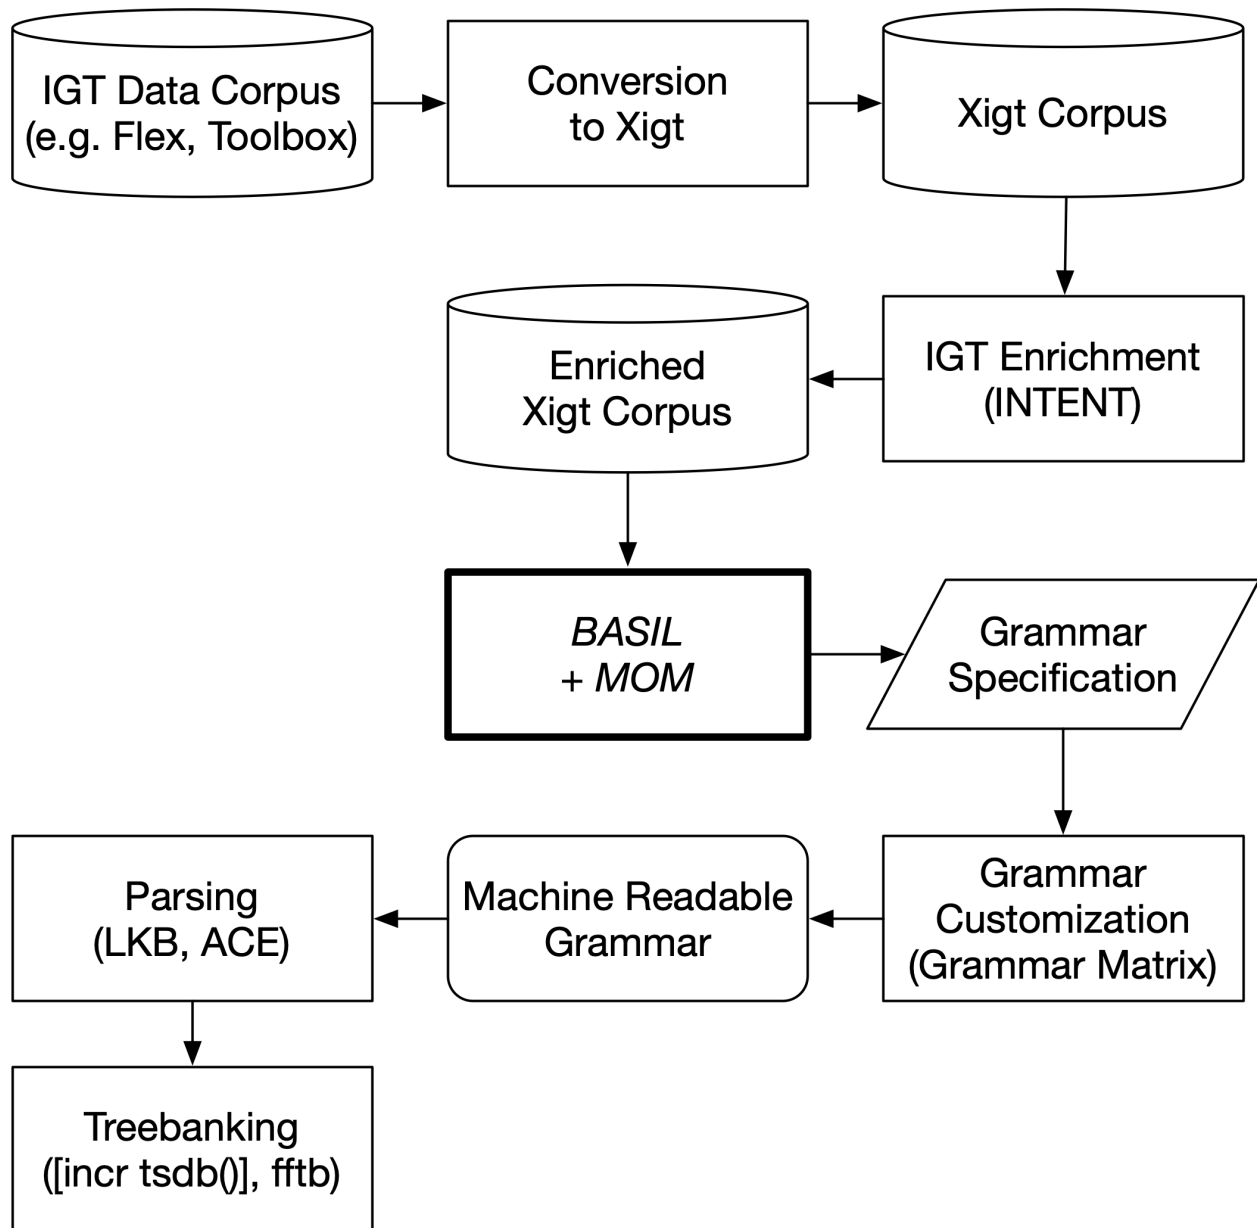 IGT Data Corpus
(e.g. Flex, Toolbox)
Conversion
to Xigt
Xigt Corpus
IGT Enrichment
(INTENT)
Enriched
Xigt Corpus
BASIL
+ MOM
Grammar
Specification
Grammar
Customization
(Grammar Matrix)
Machine Readable
Grammar
Parsing
(LKB, ACE)
Treebanking
([incr tsdb()], fftb)